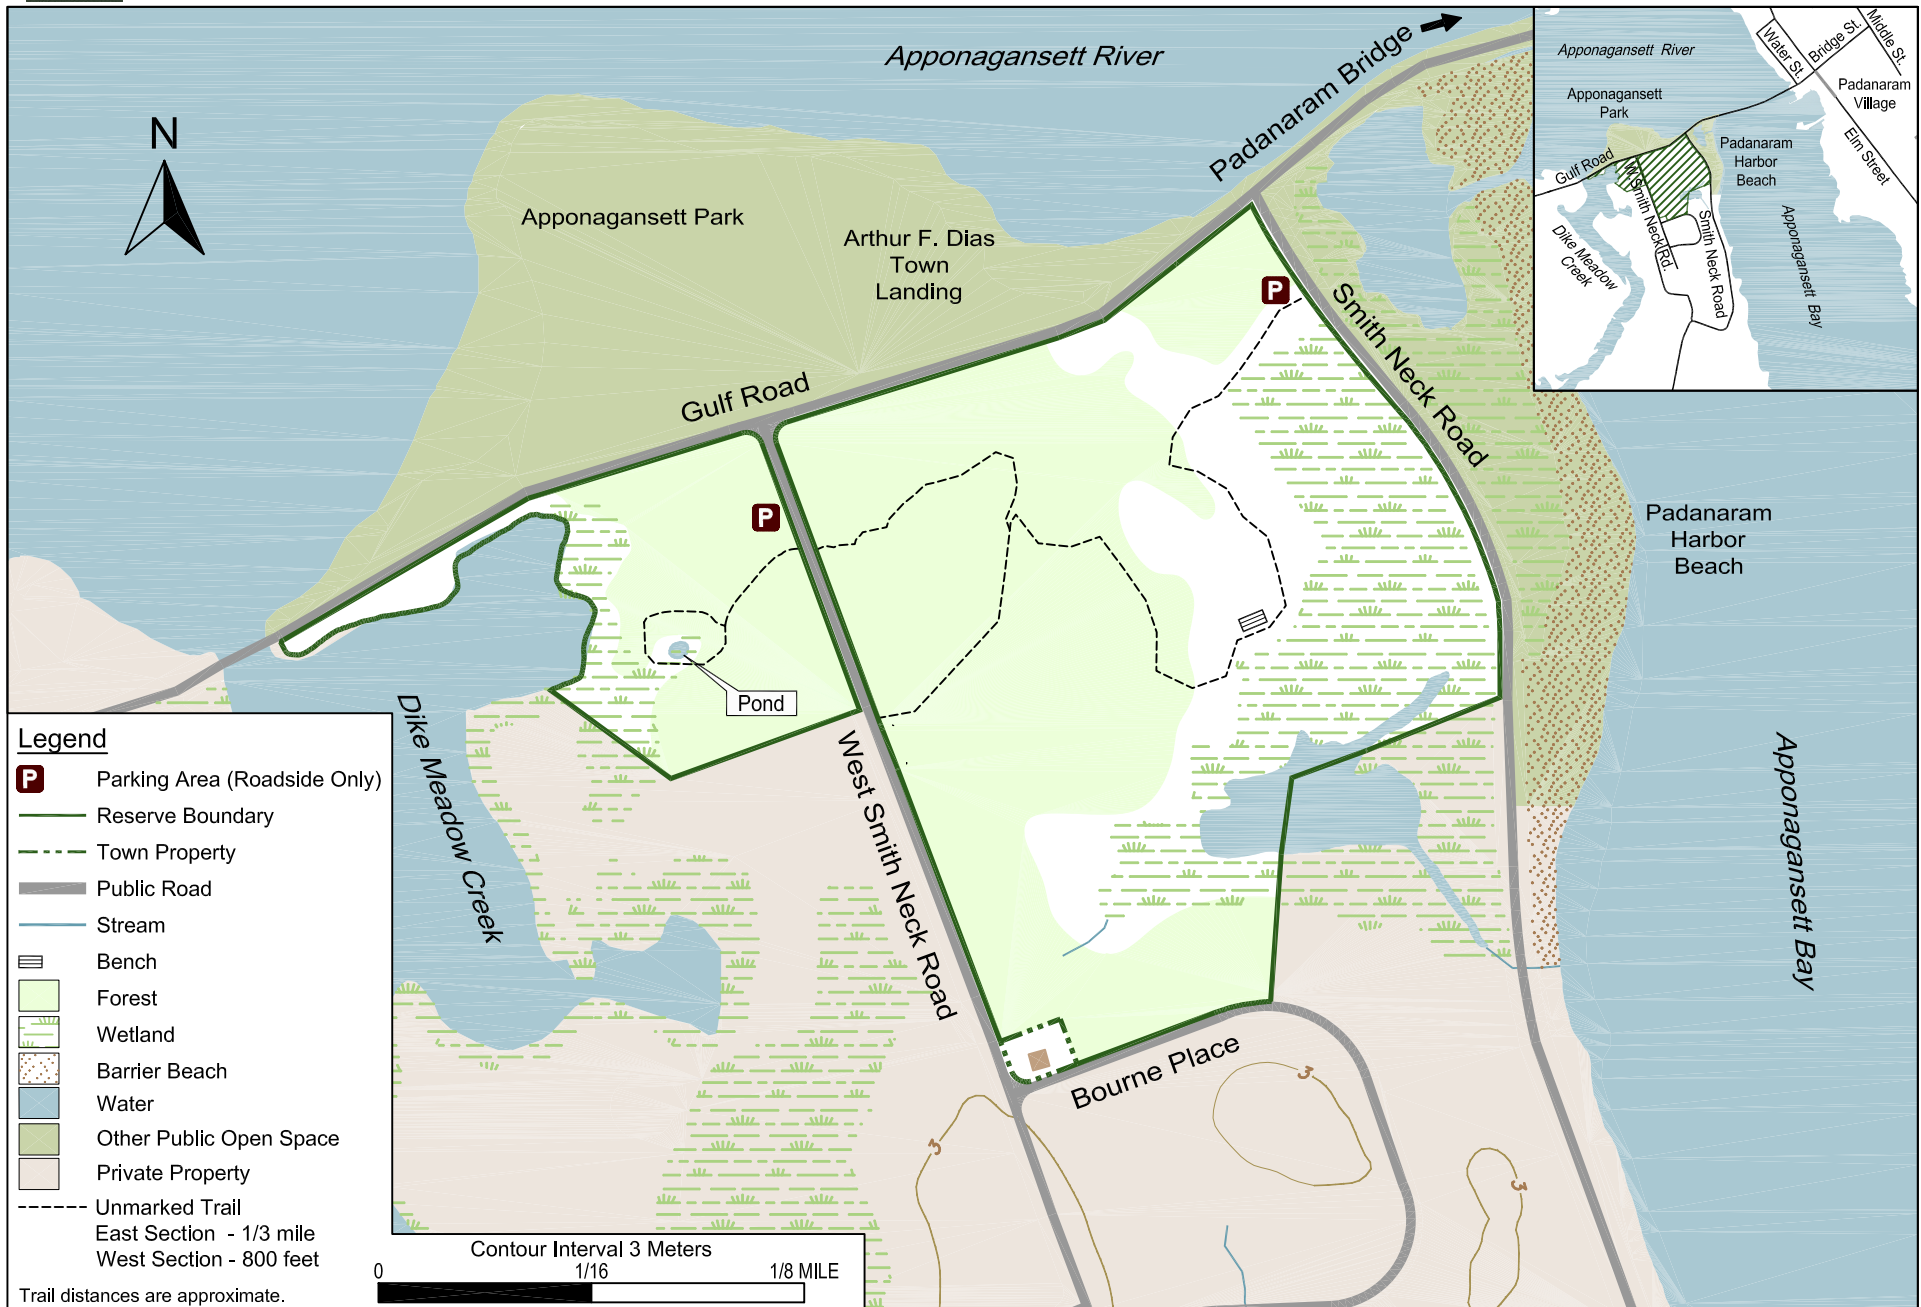 Apponagansett River
Padanaram Bridge
N
Apponagansett Park
Arthur F. Dias
Town
Landing
P
Smith Neck Road
Gulf Road
P
Padanaram
Harbor
Beach
Pond
Dike Meadow Creek
West Smith Neck Road
Apponagansett Bay
Bourne Place
3
3
3
Apponagansett River
Water St.
Bridge St.
Middle St.
Apponagansett
Park
Padanaram
Village
Elm Street
Padanaram
Harbor
Beach
Gulf Road
W. Smith Neck Rd.
Smith Neck Road
Dike Meadow
Creek
Apponagansett Bay
Legend
P Parking Area (Roadside Only)
Reserve Boundary
Town Property
Public Road
Stream
Bench
Forest
Wetland
Barrier Beach
Water
Other Public Open Space
Private Property
Unmarked Trail
East Section - 1/3 mile
West Section - 800 feet
Trail distances are approximate.
Contour Interval 3 Meters
0 1/16 1/8 MILE